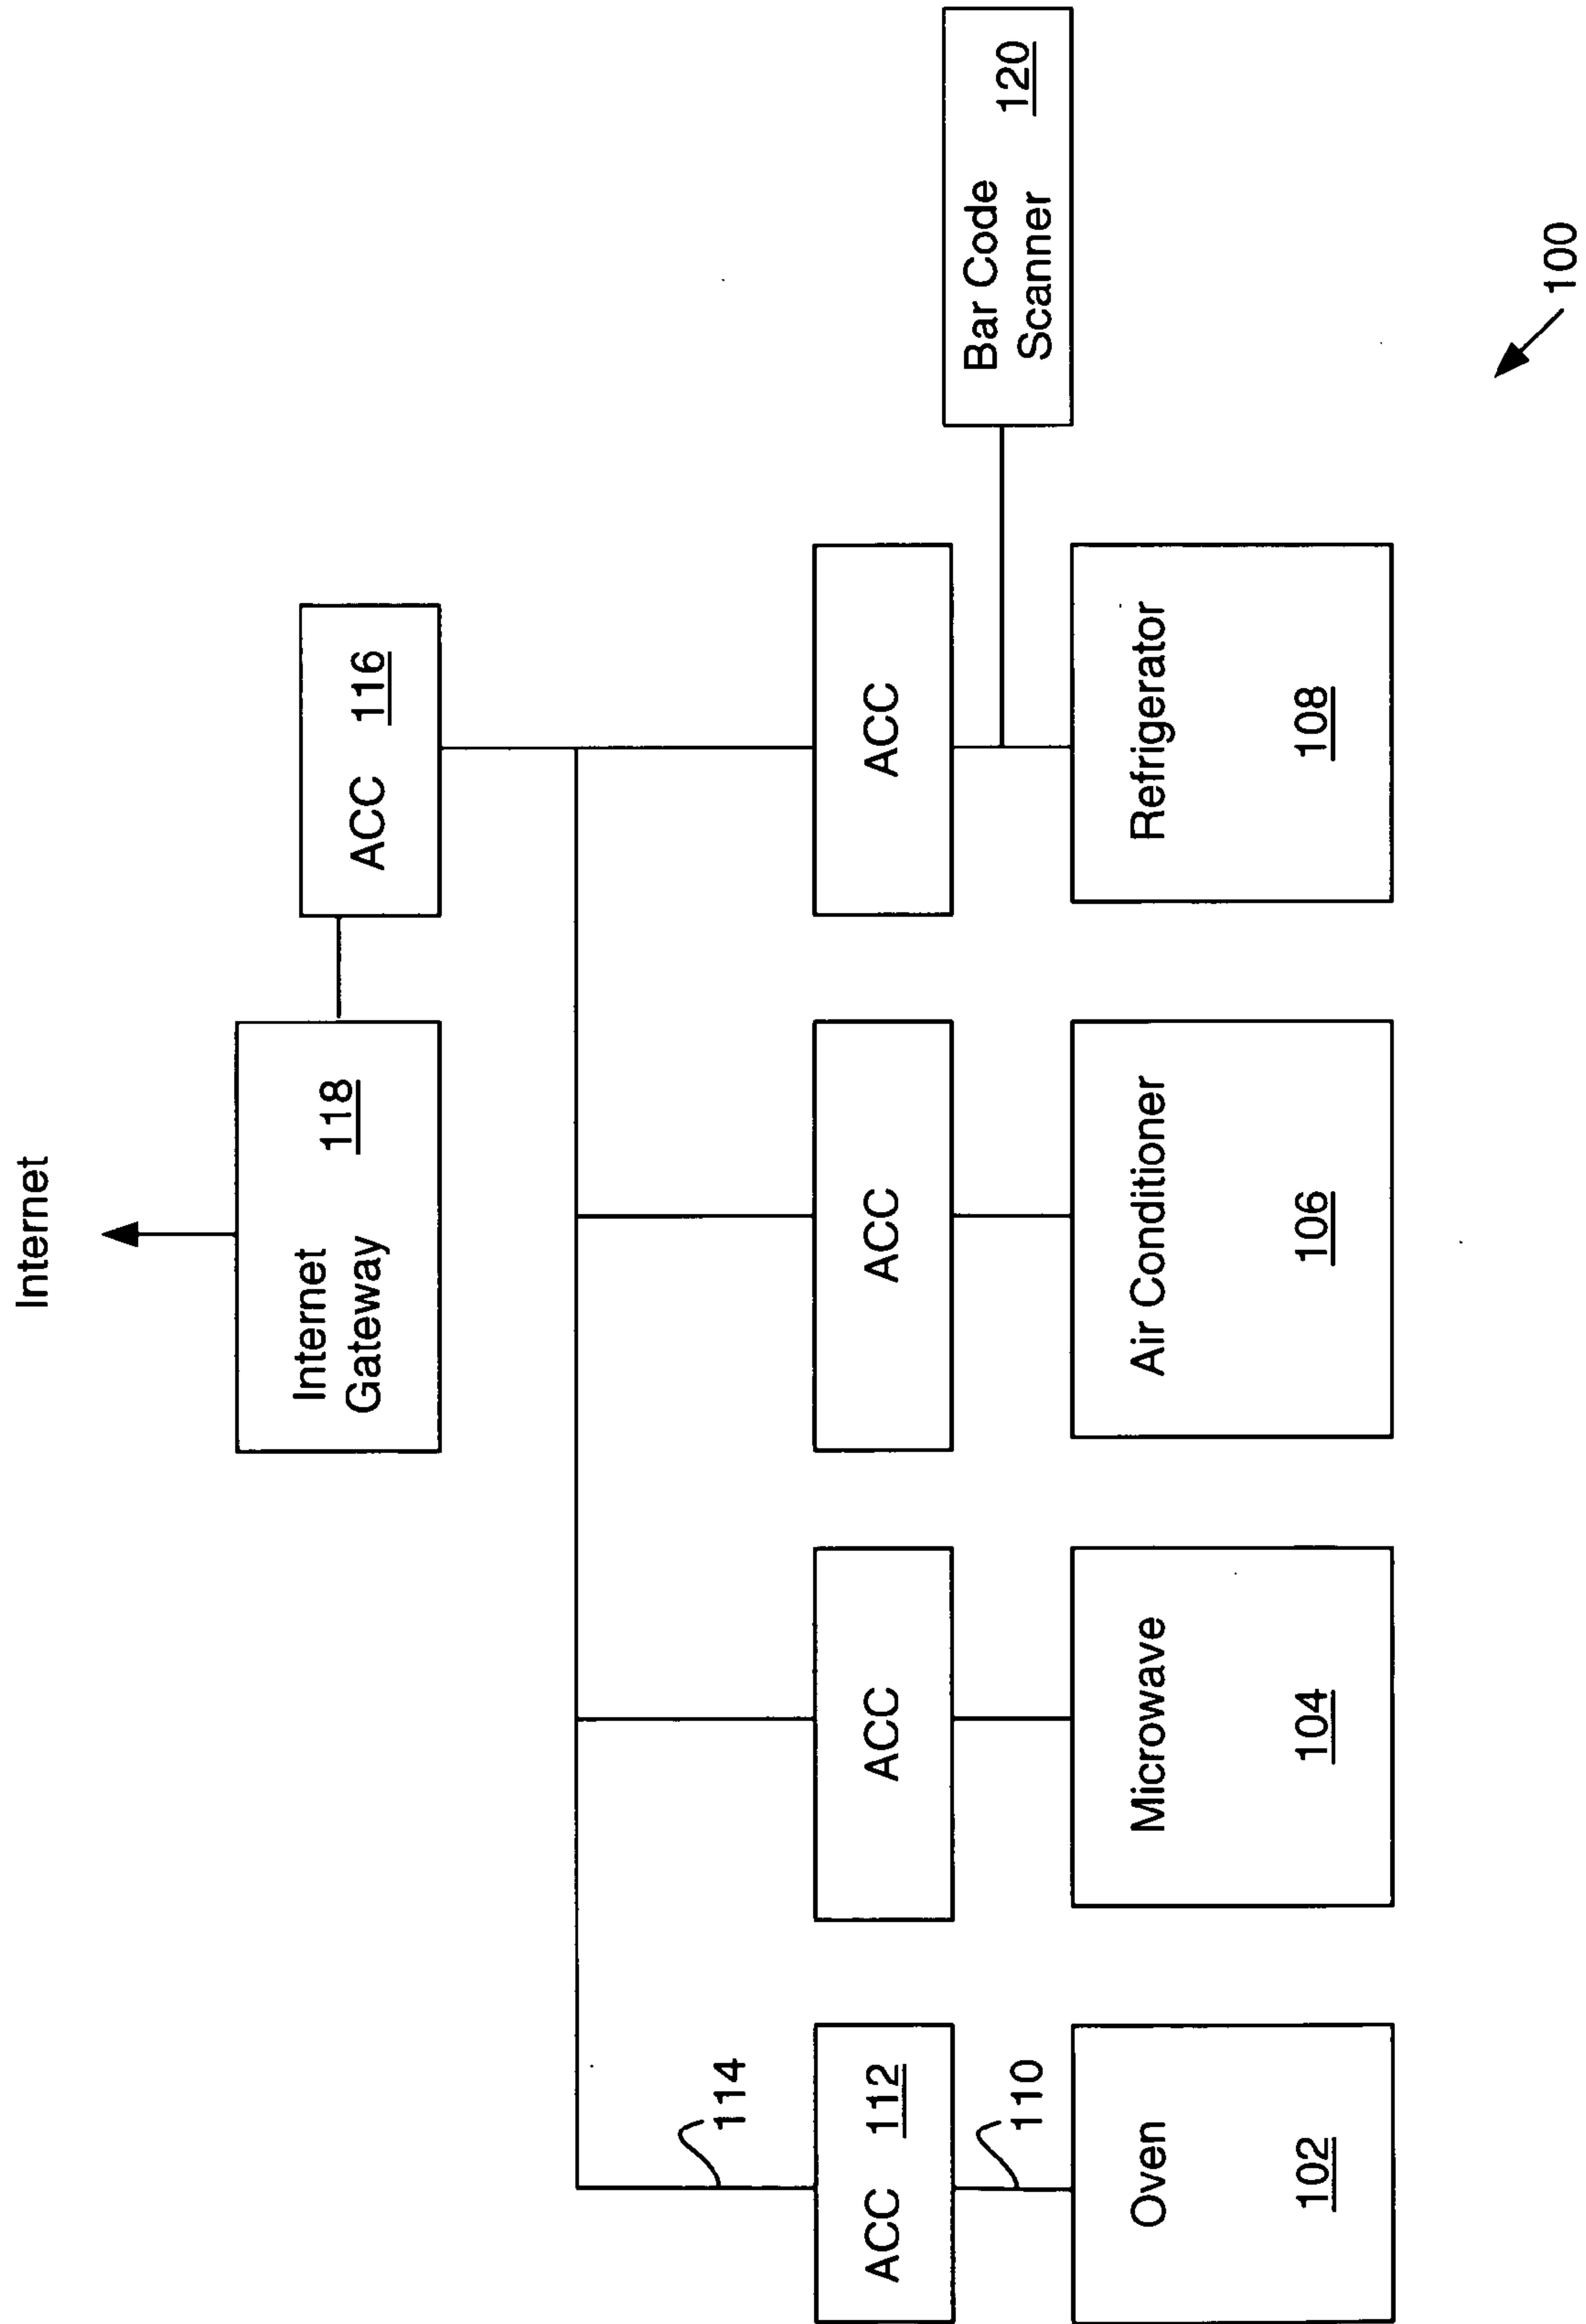 Internet
Internet
Gateway
118
ACC 116
114
ACC 112
ACC
ACC
ACC
110
Bar Code
Scanner
120
Oven
102
Microwave
104
Air Conditioner
106
Refrigerator
108
100